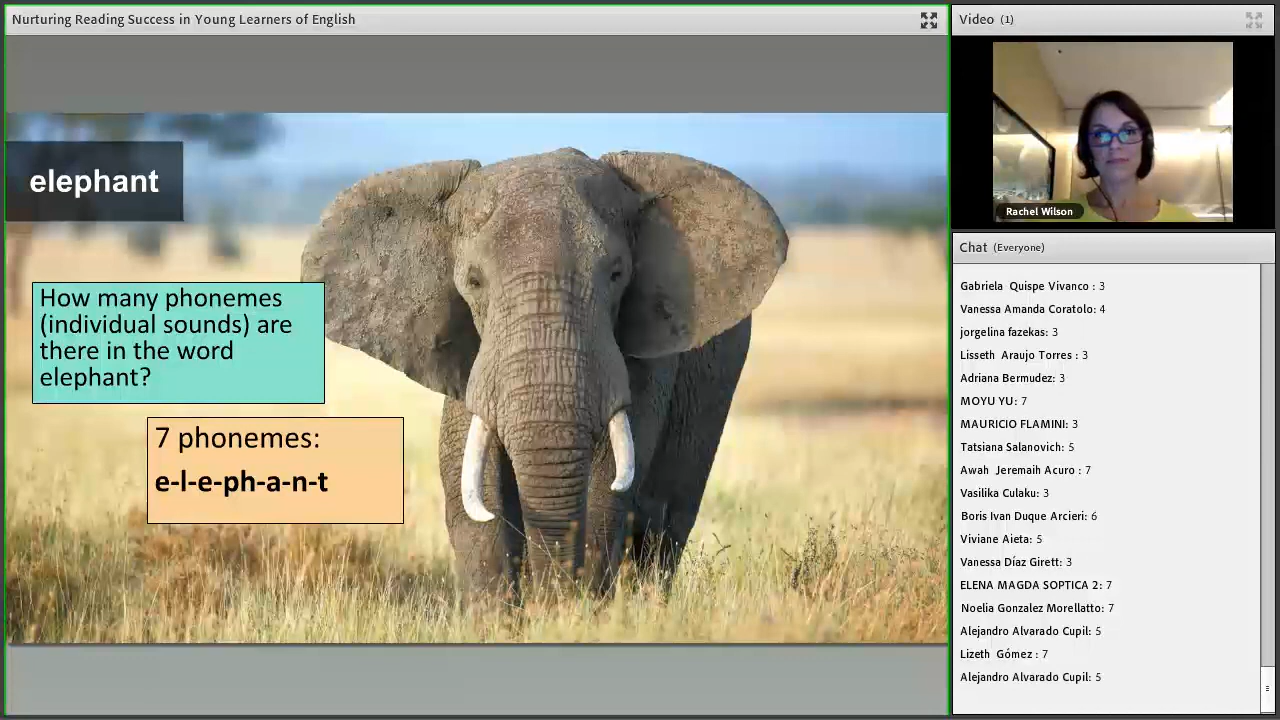 Nurturing Reading Success in Young Learners of English
elephant
How many phonemes
(individual sounds) are
there in the word
elephant?
7 phonemes:
e-l-e-ph-a-n-t
Video (1)
Rachel Wilson
Chat (Everyone)
Gabriela Quispe Vivanco : 3
Vanessa Amanda Coratolo: 4
jorgelina fazekas: 3
Lisseth Araujo Torres : 3
Adriana Bermudez: 3
MOYU YU: 7
MAURICIO FLAMINI: 3
Tatsiana Salanovich: 5
Awah Jeremaih Acuro : 7
Vasilika Culaku: 3
Boris Ivan Duque Arcieri: 6
Viviane Aieta: 5
Vanessa Díaz Girett: 3
ELENA MAGDA SOPTICA 2: 7
Noelia Gonzalez Morellatto: 7
Alejandro Alvarado Cupil: 5
Lizeth Gómez : 7
Alejandro Alvarado Cupil: 5